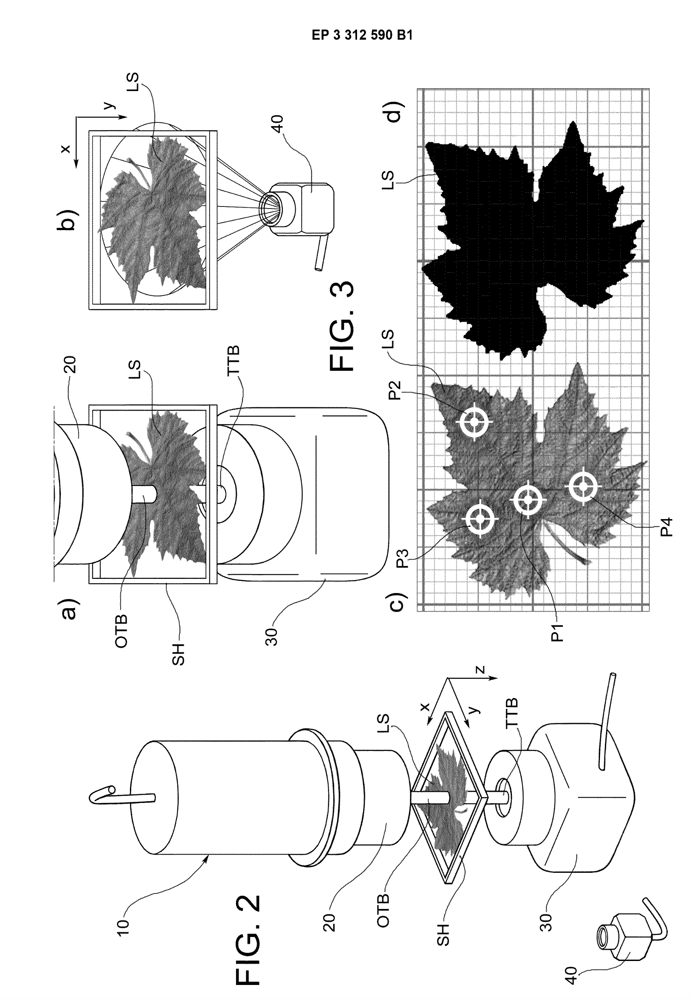 EP 3 312 590 B1
FIG. 2
10
20
OTB
SH
LS
x
y
z
TTB
30
40
FIG. 3
a)
OTB
SH
20
LS
TTB
30
b)
x
y
LS
40
c)
P3
P1
P2
LS
P4
d)
LS